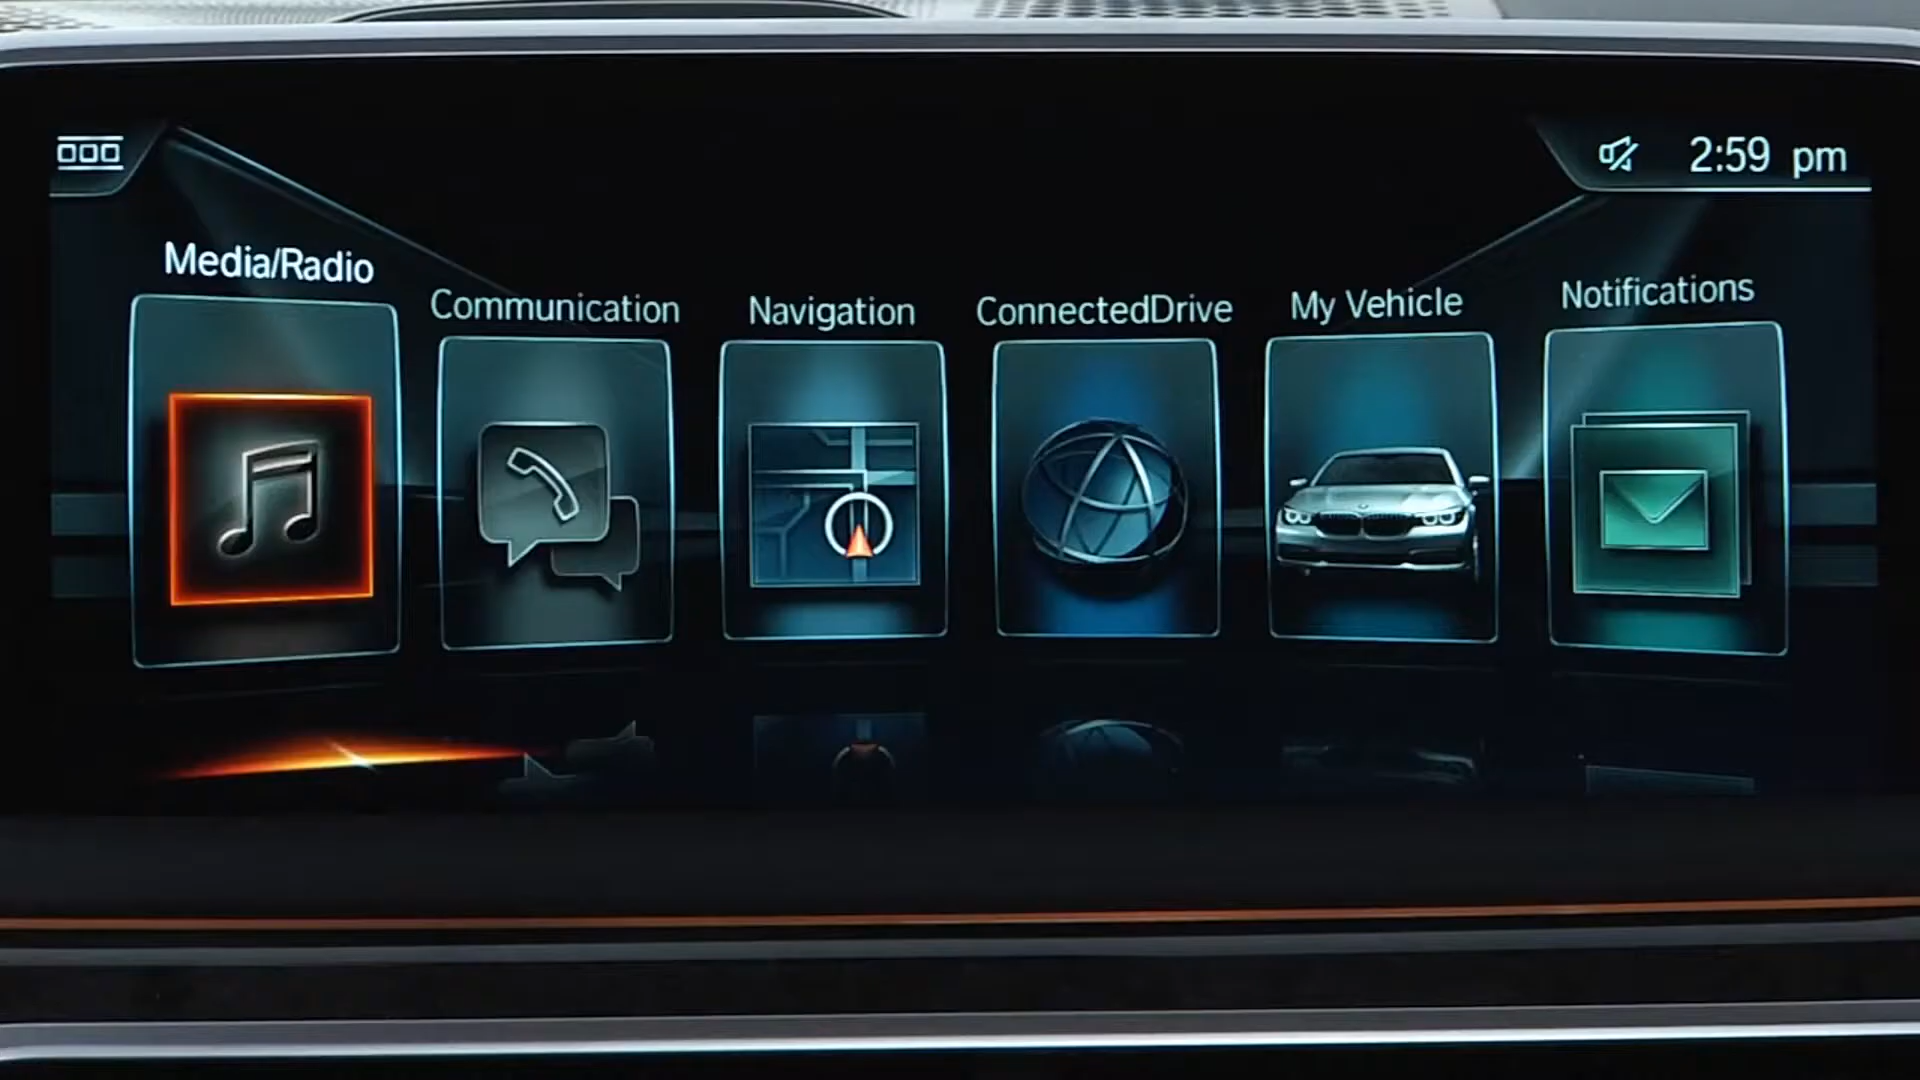 2:59 pm
Media/Radio
Communication
Navigation
ConnectedDrive
My Vehicle
Notifications